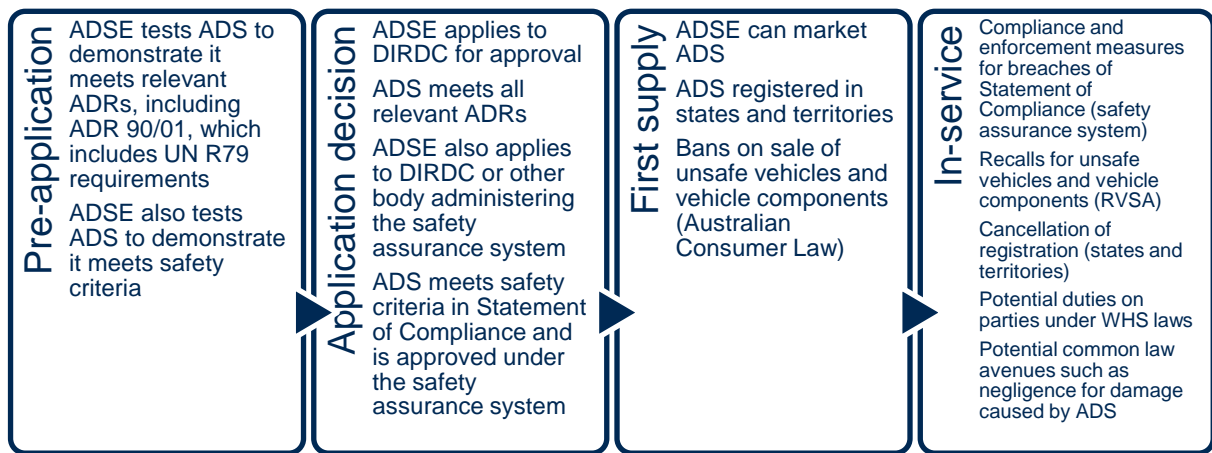 Pre-application
ADSE tests ADS to
demonstrate it
meets relevant
ADRs, including
ADR 90/01, which
includes UN R79
requirements
ADSE also tests
ADS to demonstrate
it meets safety
criteria
Application decision
ADSE applies to
DIRDC for approval
ADS meets all
relevant ADRs
ADSE also applies
to DIRDC or other
body administering
the safety
assurance system
ADS meets safety
criteria in Statement
of Compliance and
is approved under
the safety
assurance system
First supply
ADSE can market
ADS
ADS registered in
states and territories
Bans on sale of
unsafe vehicles and
vehicle components
(Australian
Consumer Law)
In-service
Compliance and
enforcement measures
for breaches of
Statement of
Compliance (safety
assurance system)
Recalls for unsafe
vehicles and vehicle
components (RVSA)
Cancellation of
registration (states and
territories)
Potential duties on
parties under WHS laws
Potential common law
avenues such as
negligence for damage
caused by ADS